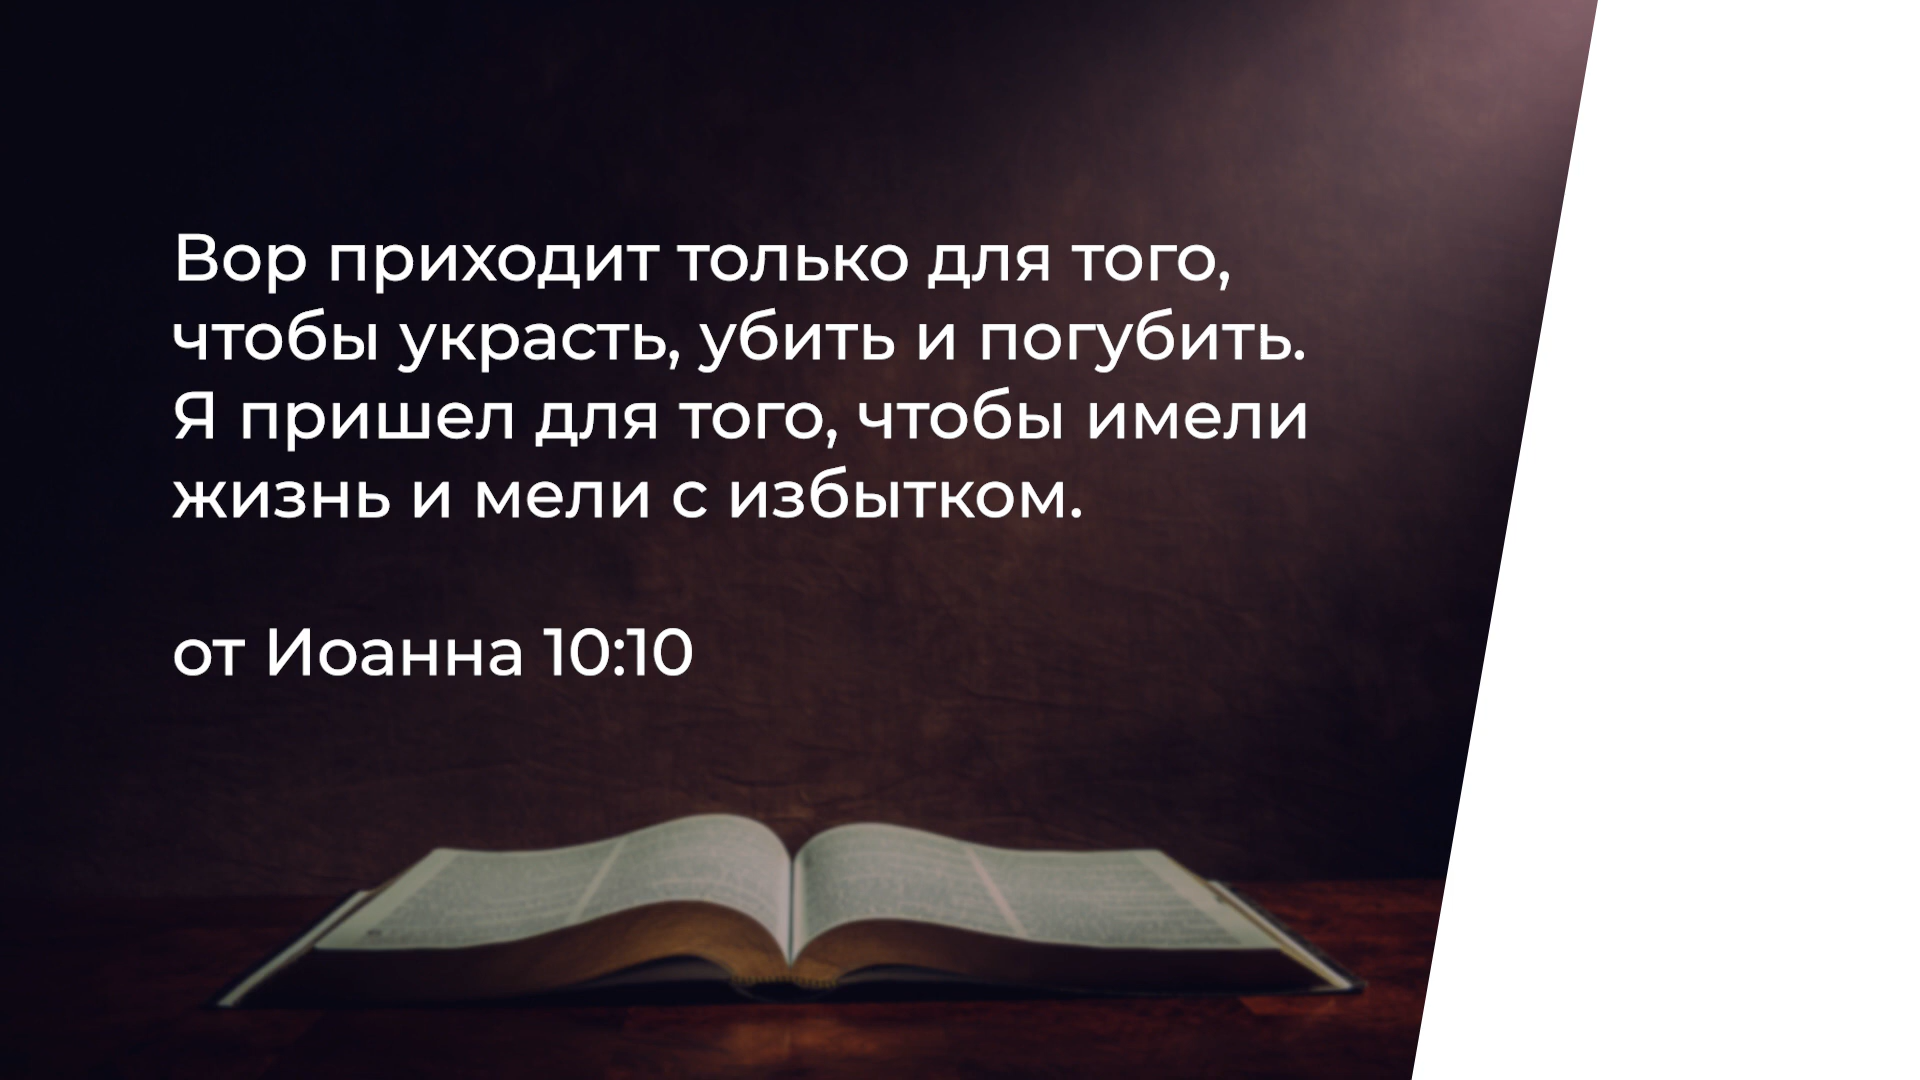 Вор приходит только для того,
чтобы украсть, убить и погубить.
Я пришел для того, чтобы имели
жизнь и мели с избытком.
от Иоанна 10:10